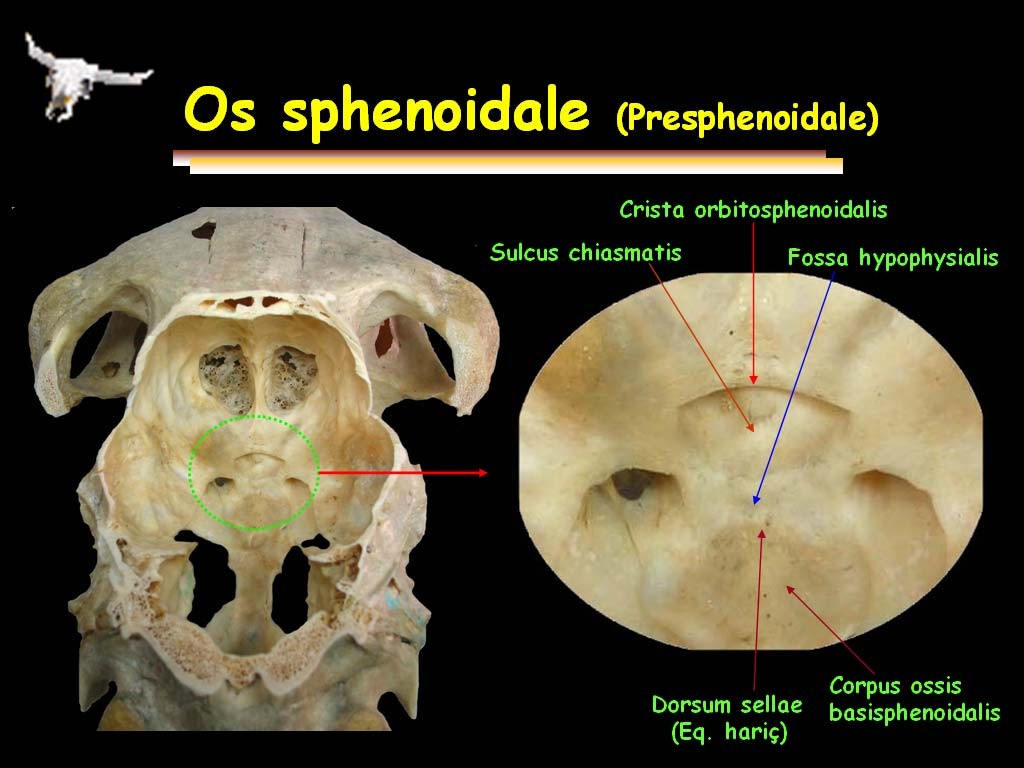 Os sphenoidale (Presphenoidale)
Crista orbitosphenoidalis
Sulcus chiasmatis
Fossa hypophysialis
Dorsum sellae
(Eq. hariç)
Corpus ossis
basisphenoidalis